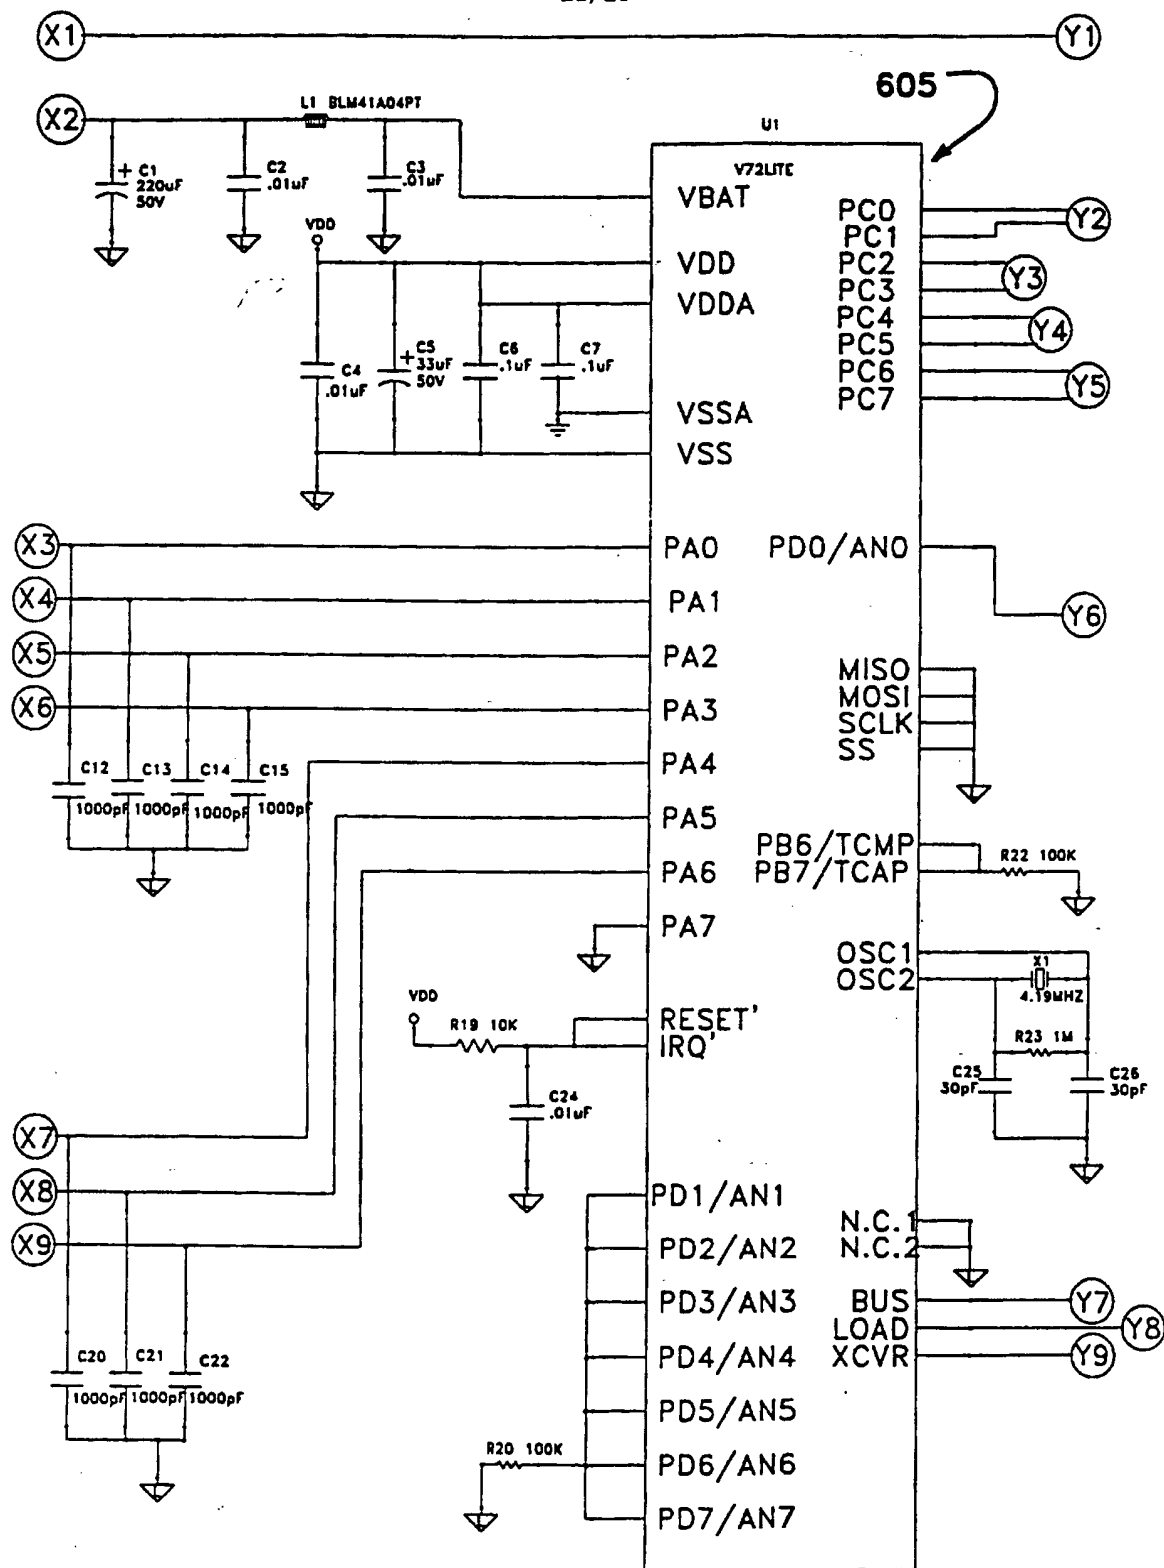 X1
Y1
605
X2
L1 BLM41A04PT
U1
V72LITE
C1
220uF
50V
C2
.01uF
C3
.01uF
VBAT
PC0
PC1
Y2
VDD
VDD
PC2
PC3
Y3
VDDA
PC4
PC5
Y4
C4
.01uF
C5
33uF
50V
C6
.1uF
C7
.1uF
PC6
PC7
Y5
VSSA
VSS
X3
PA0
PD0/AN0
X4
PA1
Y6
X5
PA2
MISO
MOSI
SCLK
SS
X6
PA3
PA4
C12
1000pF
C13
1000pF
C14
1000pF
C15
1000pF
PA5
PB6/TCMP
PB7/TCAP
R22 100K
PA6
PA7
OSC1
OSC2
X1
4.19MHZ
VDD
R19 10K
RESET'
IRQ'
R23 1M
C25
30pF
C26
30pF
C24
.01uF
X7
X8
X9
PD1/AN1
N.C.1
N.C.2
PD2/AN2
PD3/AN3
BUS
Y7
LOAD
Y8
PD4/AN4
XCVR
Y9
C20
1000pF
C21
1000pF
C22
1000pF
PD5/AN5
R20 100K
PD6/AN6
PD7/AN7